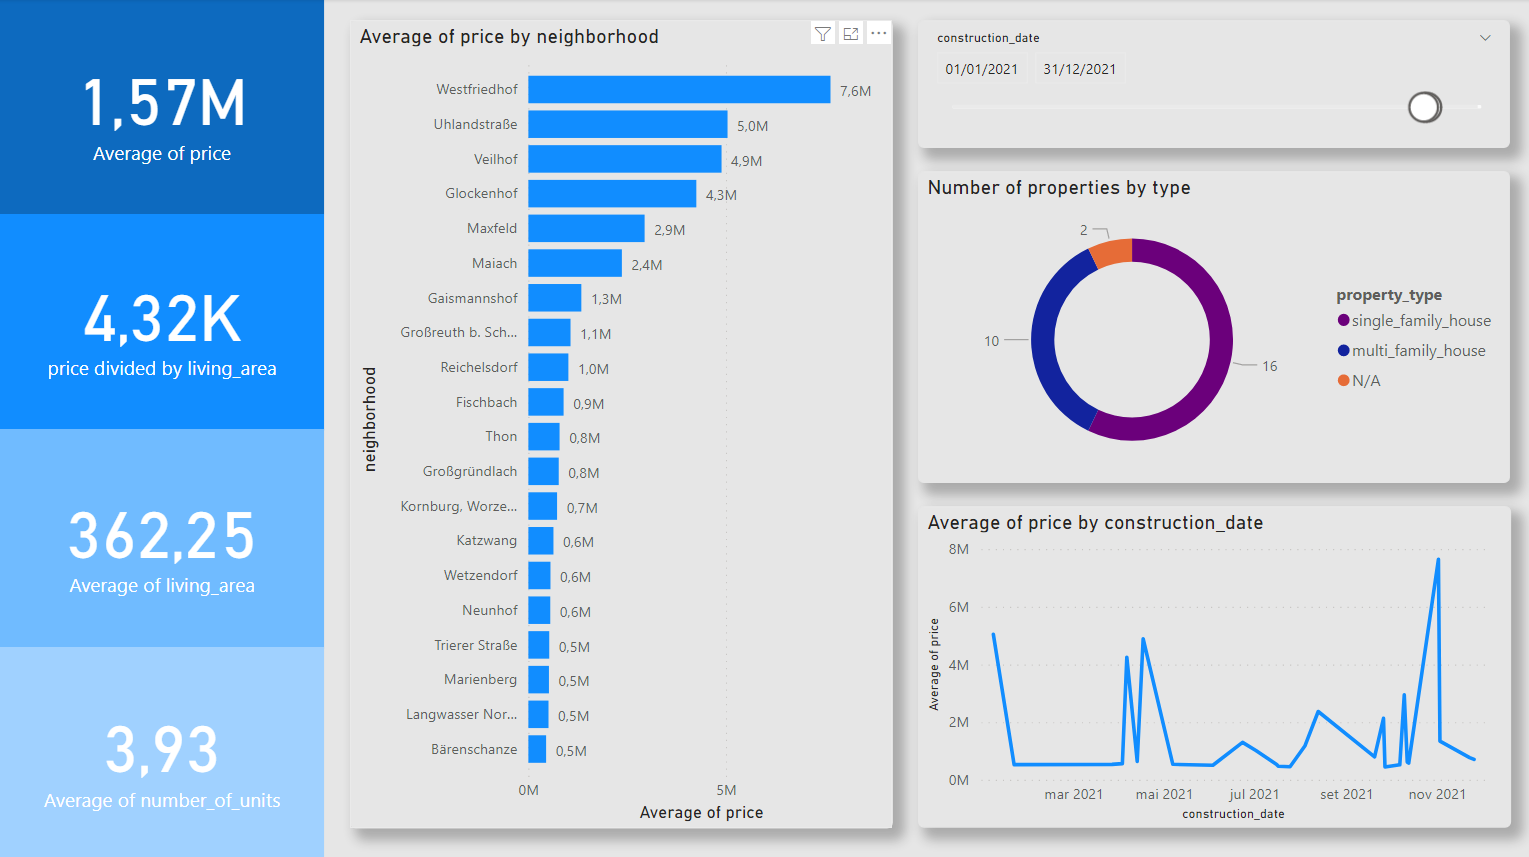 1,57M
Average of price
4,32K
price divided by living_area
362,25
Average of living_area
3,93
Average of number_of_units
Average of price by neighborhood
neighborhood
Westfriedhof 7,6M
Uhlandstraße 5,0M
Veilhof 4,9M
Glockenhof 4,3M
Maxfeld 2,9M
Maiach 2,4M
Gaismannshof 1,3M
Großreuth b. Sch... 1,1M
Reichelsdorf 1,0M
Fischbach 0,9M
Thon 0,8M
Großgründlach 0,8M
Kornburg, Worze... 0,7M
Katzwang 0,6M
Wetzendorf 0,6M
Neunhof 0,6M
Trierer Straße 0,5M
Marienberg 0,5M
Langwasser Nor... 0,5M
Bärenschanze 0,5M
0M 5M
Average of price
construction_date
01/01/2021 31/12/2021
Number of properties by type
2
10
16
property_type
single_family_house
multi_family_house
N/A
Average of price by construction_date
Average of price
8M
6M
4M
2M
0M
mar 2021 mai 2021 jul 2021 set 2021 nov 2021
construction_date